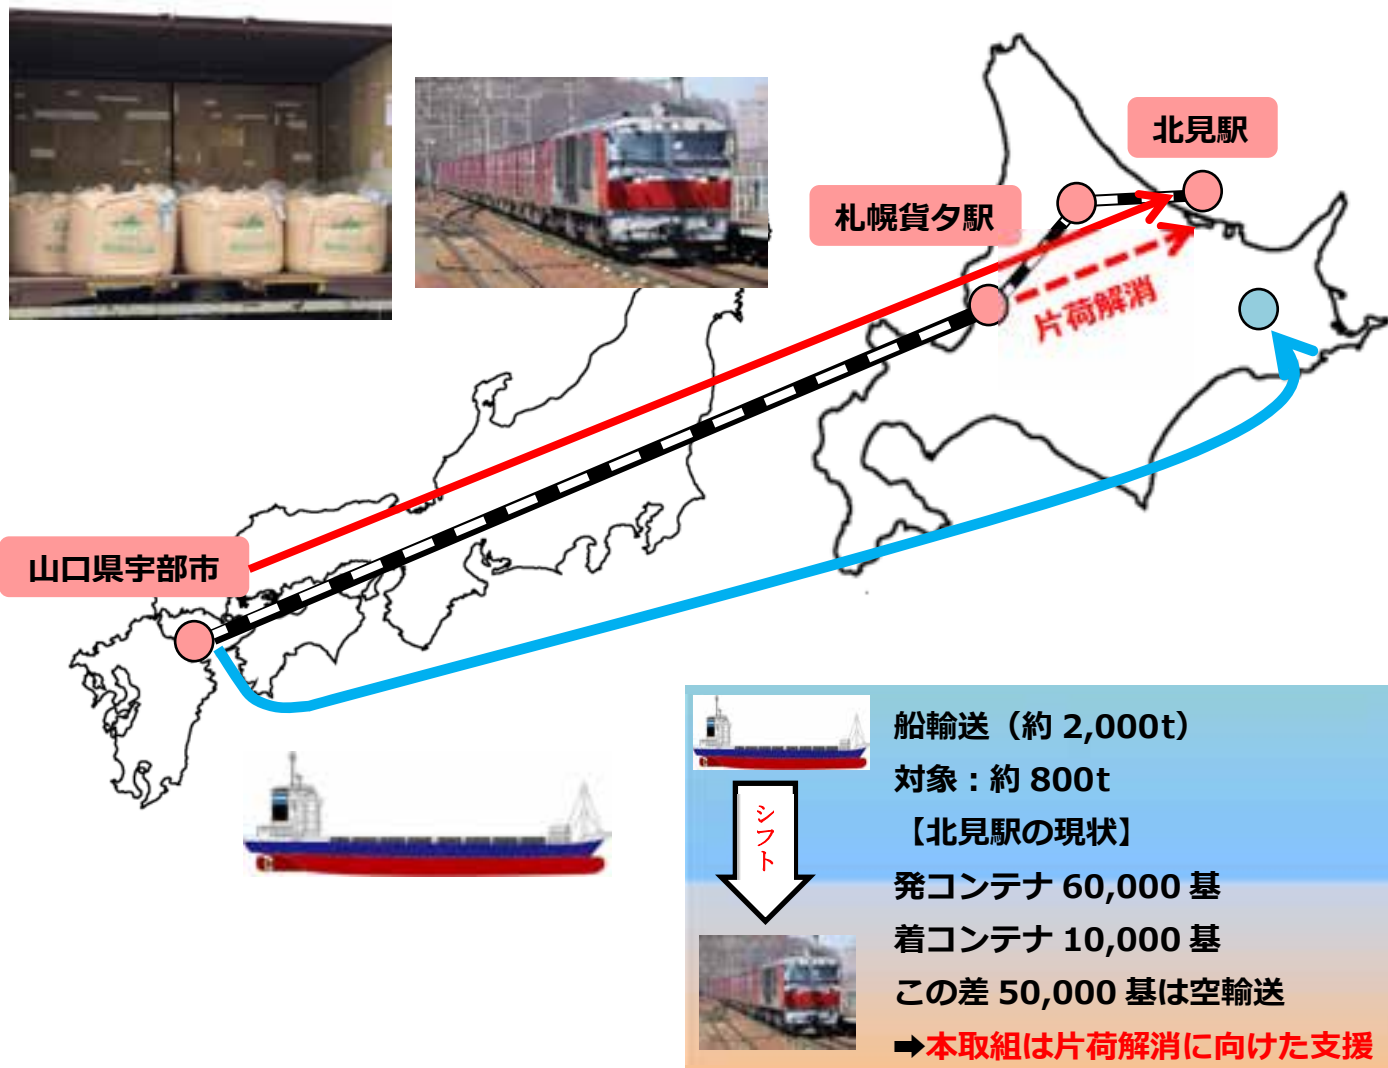 北見駅
札幌貨タ駅
片荷解消
山口県宇部市
船輸送（約 2,000t）
対象：約 800t
シフト
【北見駅の現状】
発コンテナ 60,000 基
着コンテナ 10,000 基
この差 50,000 基は空輸送
➡本取組は片荷解消に向けた支援